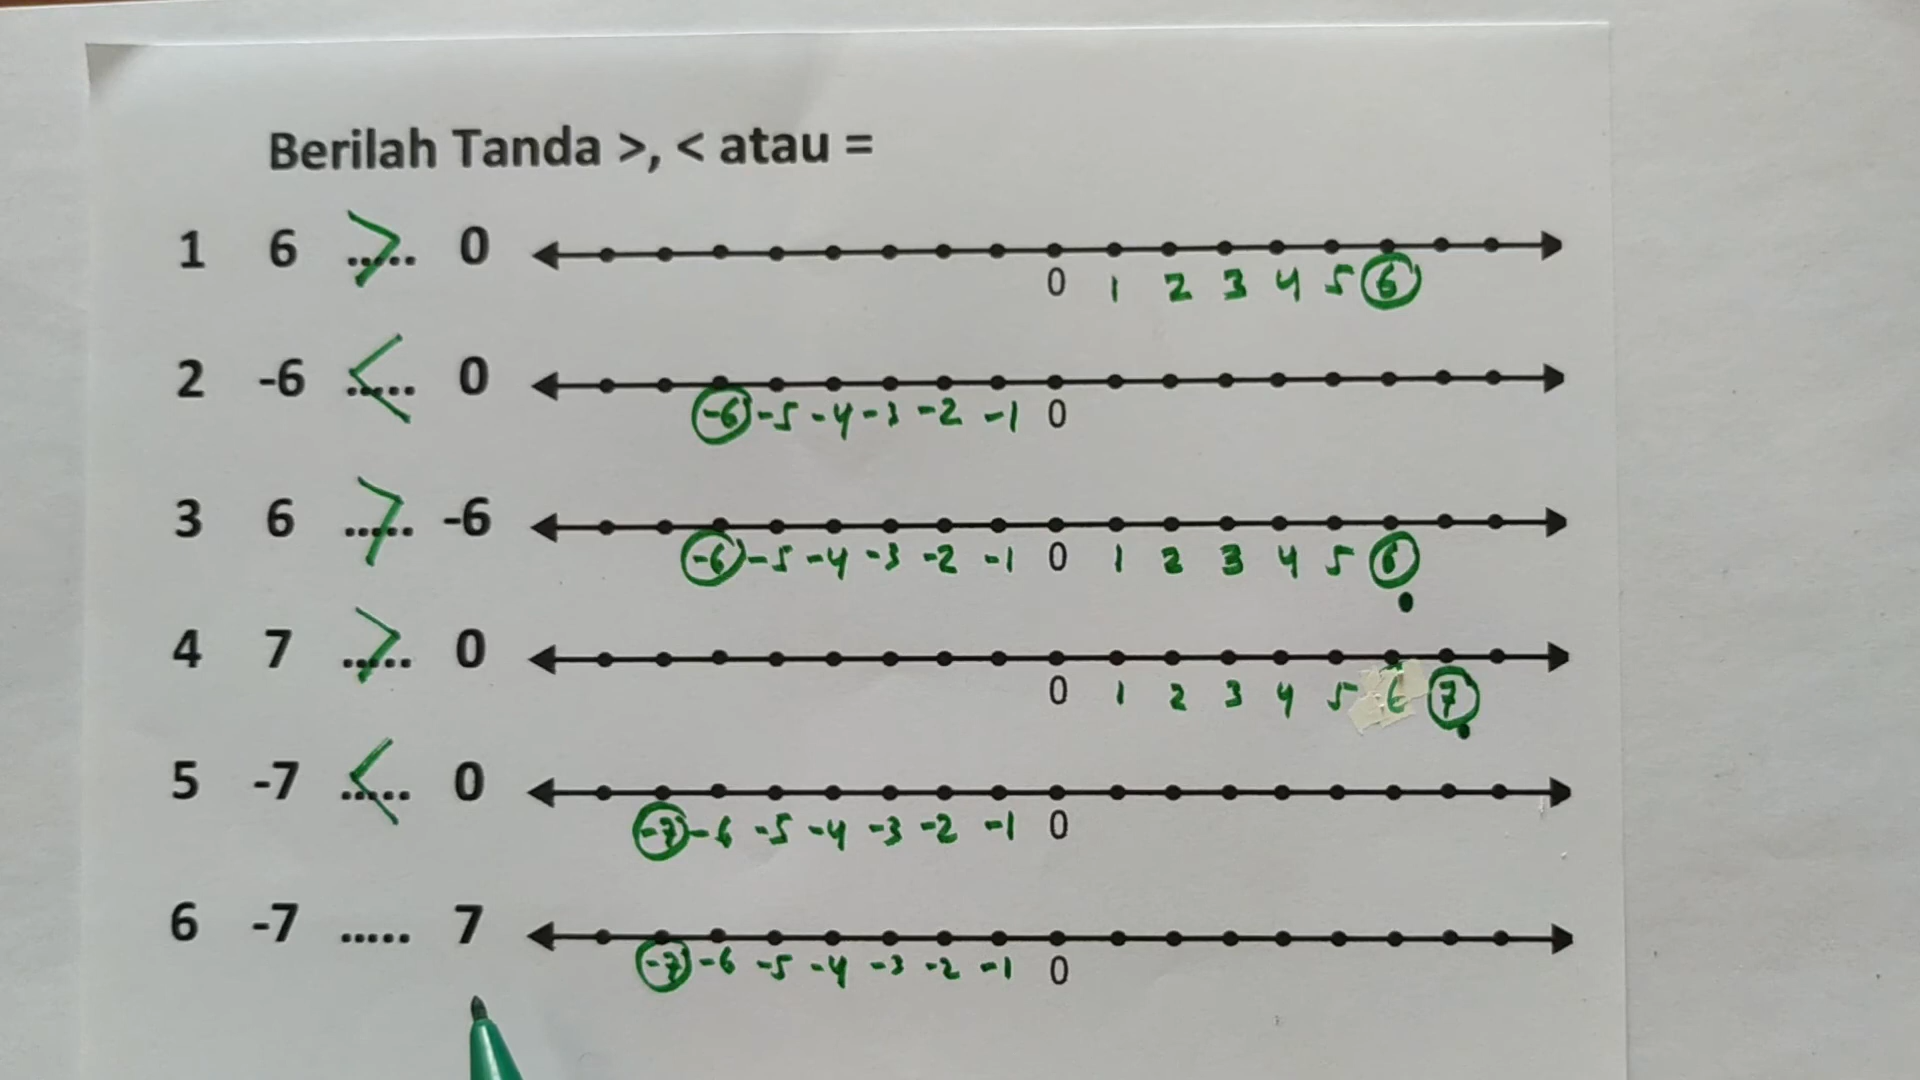 Berilah Tanda >, < atau =
1 6 ..>.. 0
0 1 2 3 4 5 6
2 -6 ..<.. 0
-6 -5 -4 -3 -2 -1 0
3 6 ..>.. -6
-6 -5 -4 -3 -2 -1 0 1 2 3 4 5 6
4 7 ..>.. 0
0 1 2 3 4 5 6 7
5 -7 ..<.. 0
-7 -6 -5 -4 -3 -2 -1 0
6 -7 ..... 7
-7 -6 -5 -4 -3 -2 -1 0